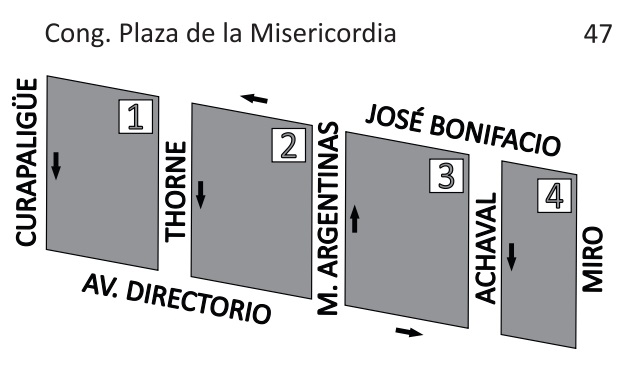 Cong. Plaza de la Misericordia
47
JOSÉ BONIFACIO
CURAPALIGÜE
1
THORNE
2
M. ARGENTINAS
3
ACHAVAL
4
MIRO
AV. DIRECTORIO